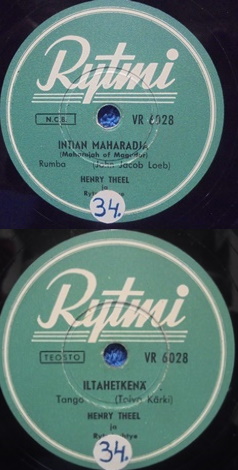 Rytmi
N.C.B. VR 6028
INTIAN MAHARADJA
(Maharajah of Magador)
Rumba (John Jacob Loeb)
HENRY THEEL
ja
34.
Rytmi
TEOSTO VR 6028
ILTAHETKENÄ
Tango (Toivo Kärki)
HENRY THEEL
ja
34.